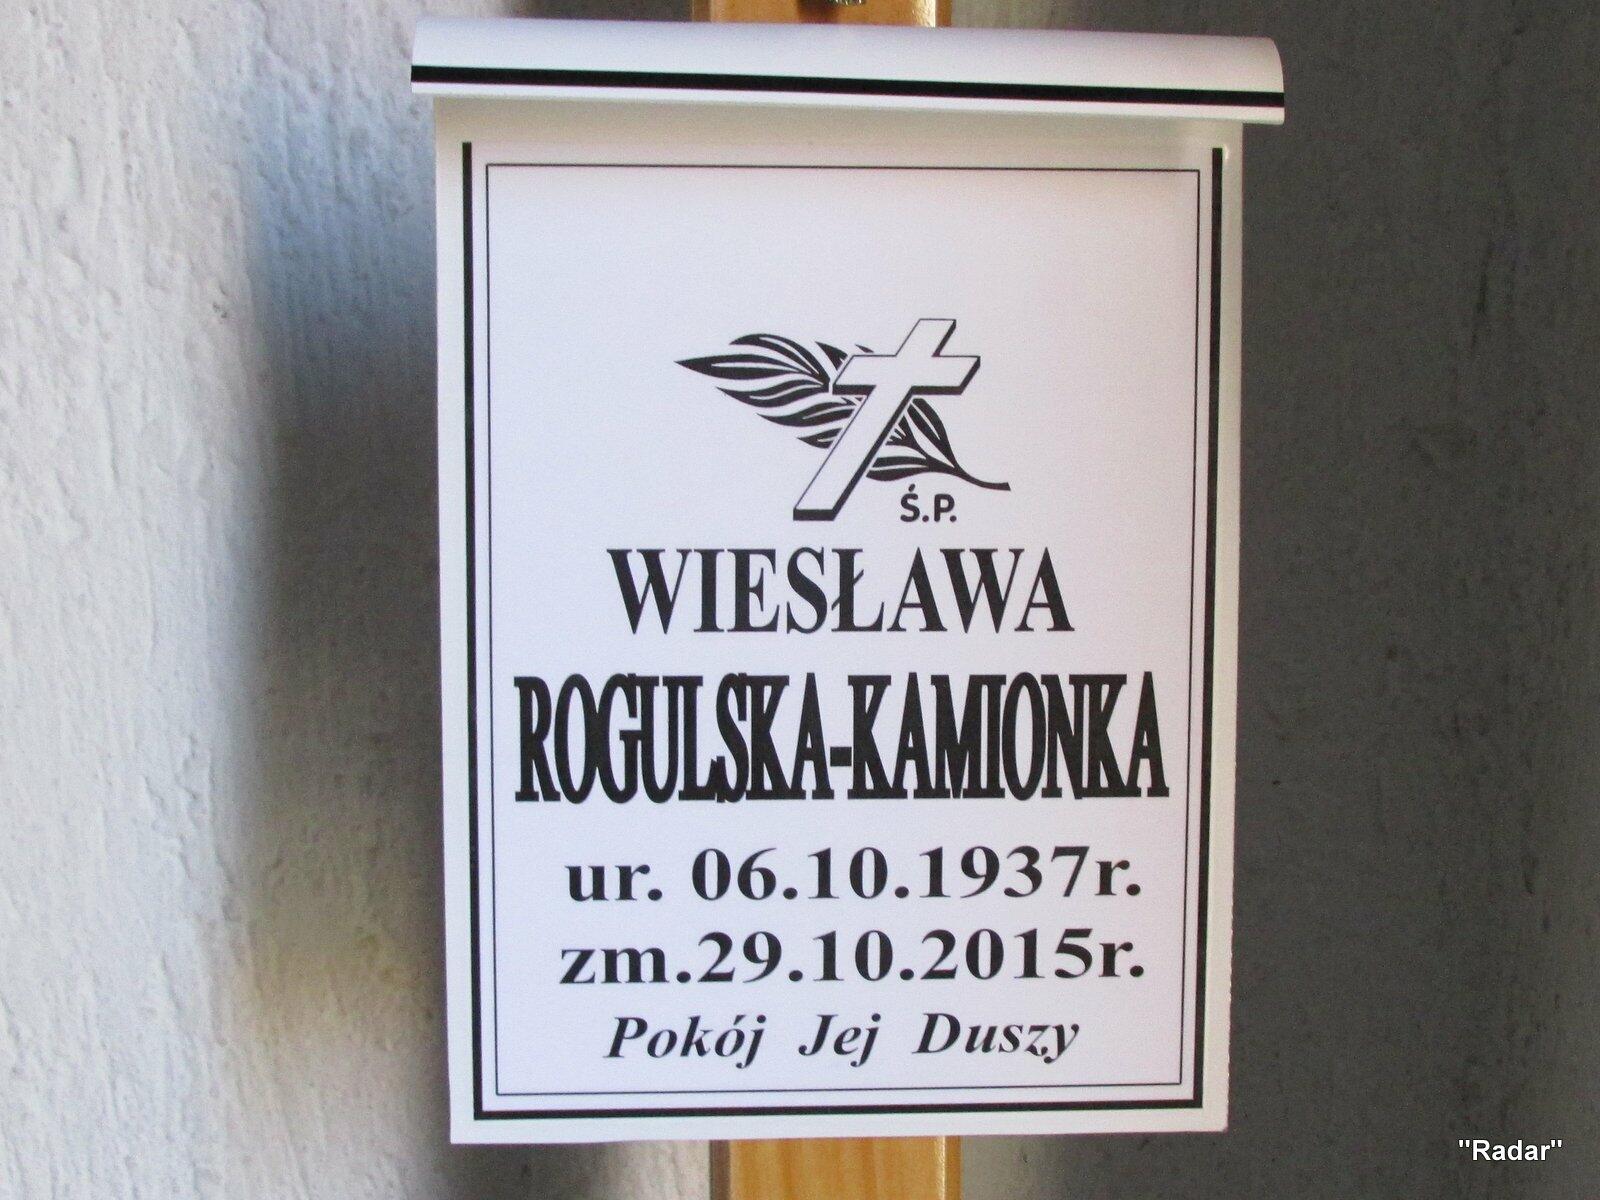 Ś.P.
WIESŁAWA
ROGULSKA-KAMIONKA
ur. 06.10.1937r.
zm.29.10.2015r.
Pokój Jej Duszy
"Radar"